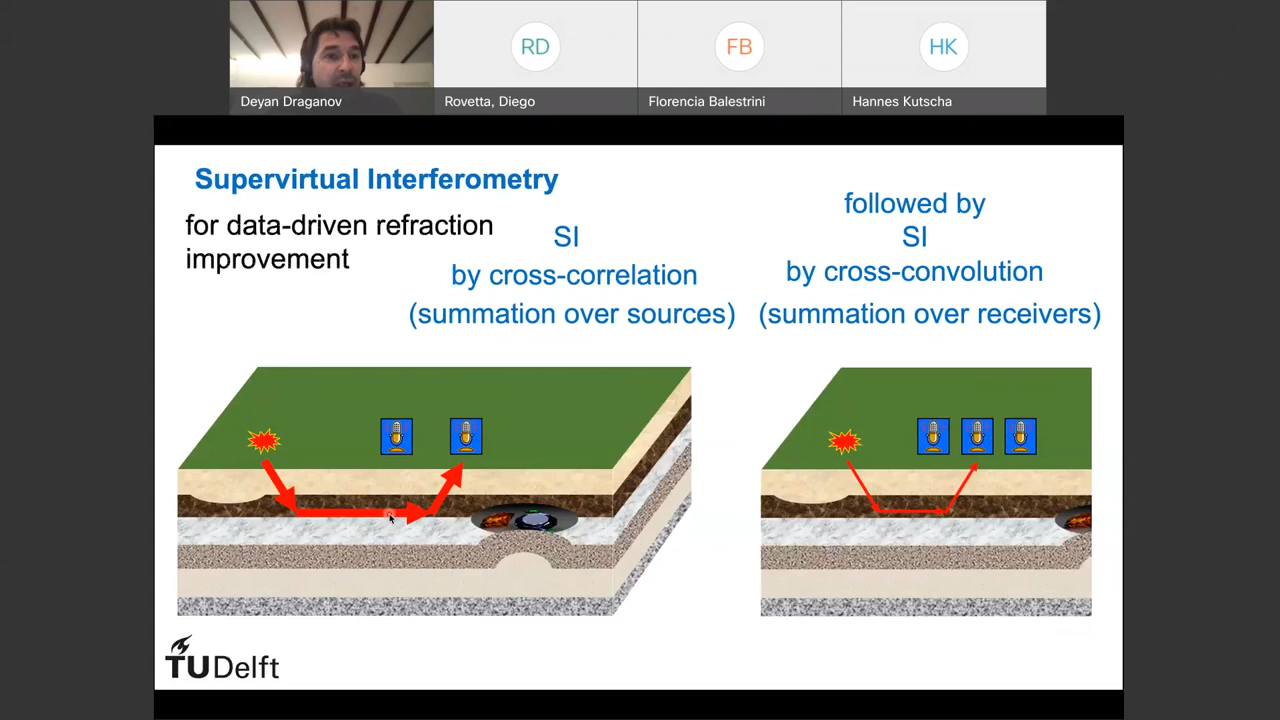 RD
FB
HK
Deyan Draganov
Rovetta, Diego
Florencia Balestrini
Hannes Kutscha
Supervirtual Interferometry
for data-driven refraction
improvement
SI
by cross-correlation
(summation over sources)
followed by
SI
by cross-convolution
(summation over receivers)
TUDelft